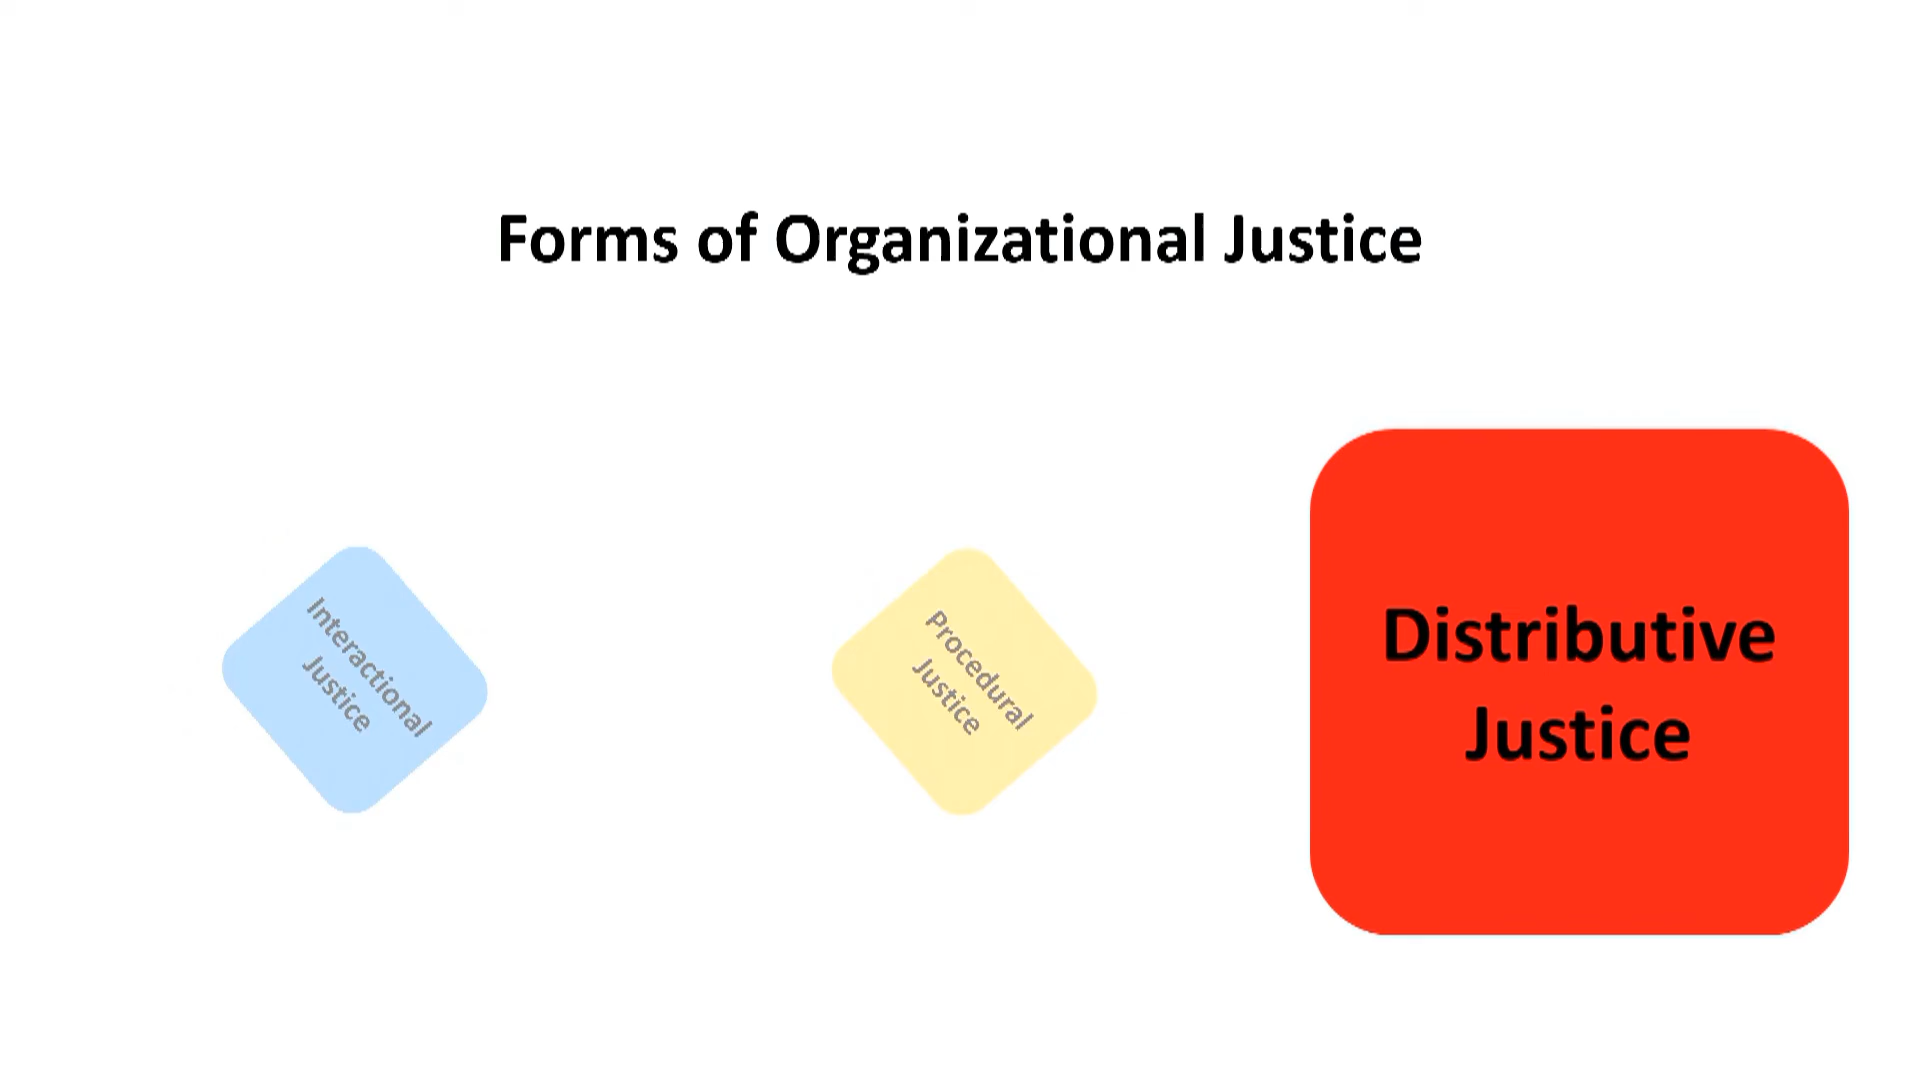 Forms of Organizational Justice
Interactional
Justice
Procedural
Justice
Distributive
Justice